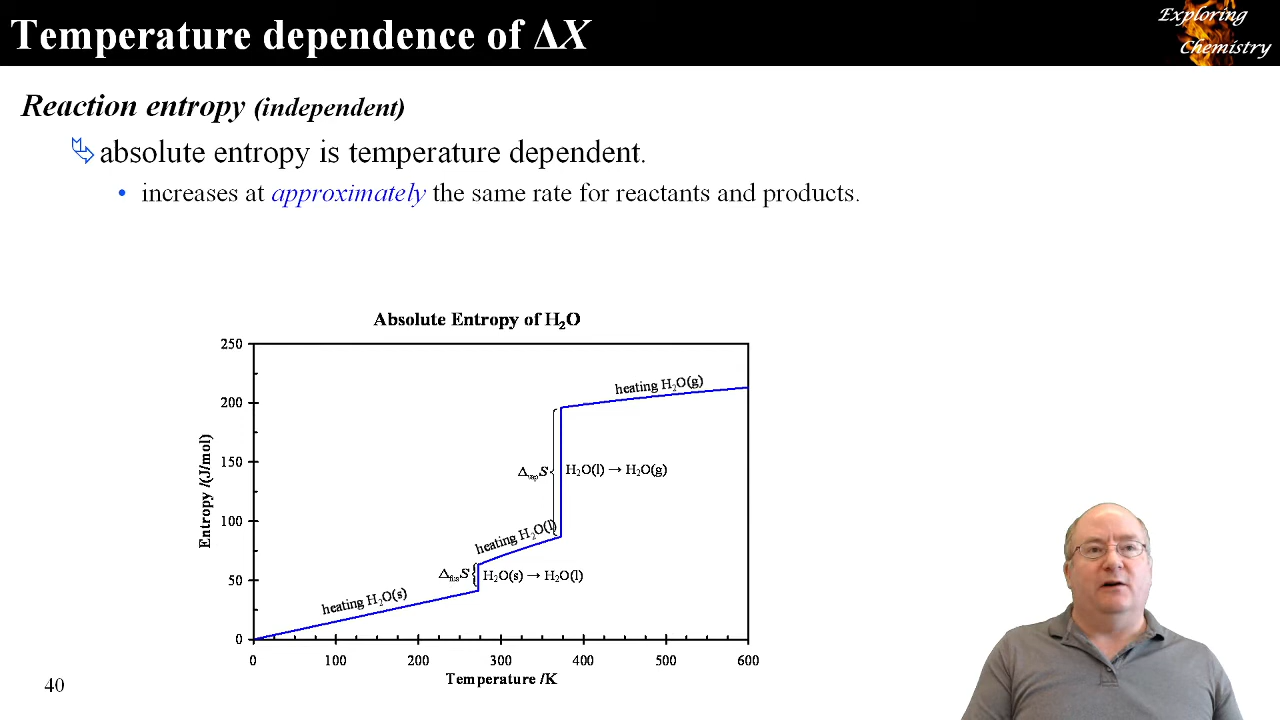 Temperature dependence of ΔX
Exploring
Chemistry
Reaction entropy (independent)
absolute entropy is temperature dependent.
• increases at approximately the same rate for reactants and products.
Absolute Entropy of H₂O
250
200
150
100
50
0
Entropy /(J/mol)
heating H₂O(g)
ΔvapS
H₂O(l) → H₂O(g)
heating H₂O(l)
ΔfusS
H₂O(s) → H₂O(l)
heating H₂O(s)
0 100 200 300 400 500 600
Temperature /K
40